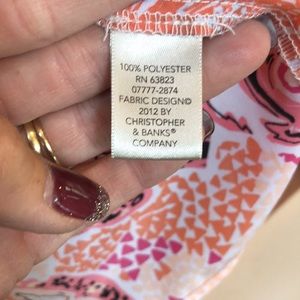 100% POLYESTER
RN 63823
07777-2874
FABRIC DESIGN©
2012 BY
CHRISTOPHER
& BANKS®
COMPANY